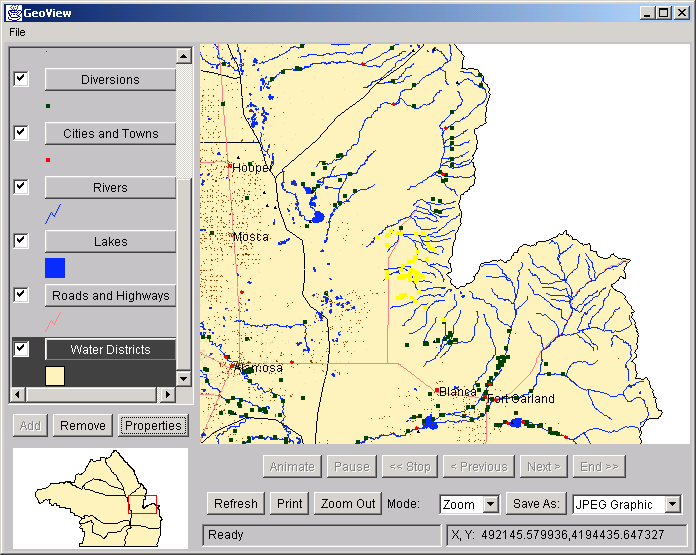 GeoView
File
Diversions
Cities and Towns
Rivers
Lakes
Roads and Highways
Water Districts
Hooper
Mosca
Alamosa
Blanca
Fort Garland
Add
Remove
Properties
Animate
Pause
<< Stop
< Previous
Next >
End >>
Refresh
Print
Zoom Out
Mode:
Zoom
Save As:
JPEG Graphic
Ready
X, Y: 492145.579936,4194435.647327